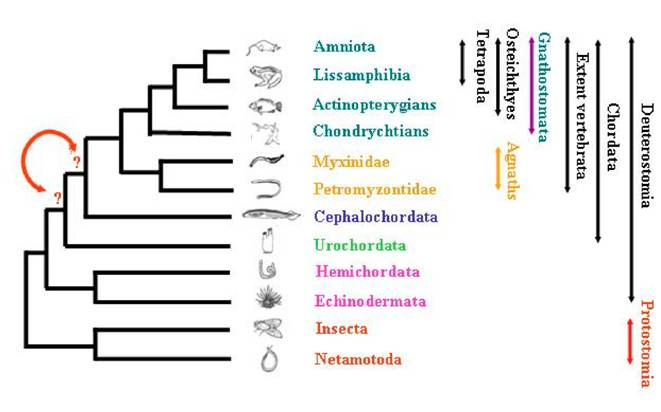 Amniota
Lissamphibia
Actinopterygians
Chondrychtians
Myxinidae
Petromyzontidae
Cephalochordata
Urochordata
Hemichordata
Echinodermata
Insecta
Netamotoda
?
?
Tetrapoda
Osteichthyes
Agnaths
Gnathostomata
Extent vertebrata
Chordata
Deuterostomia
Protostomia